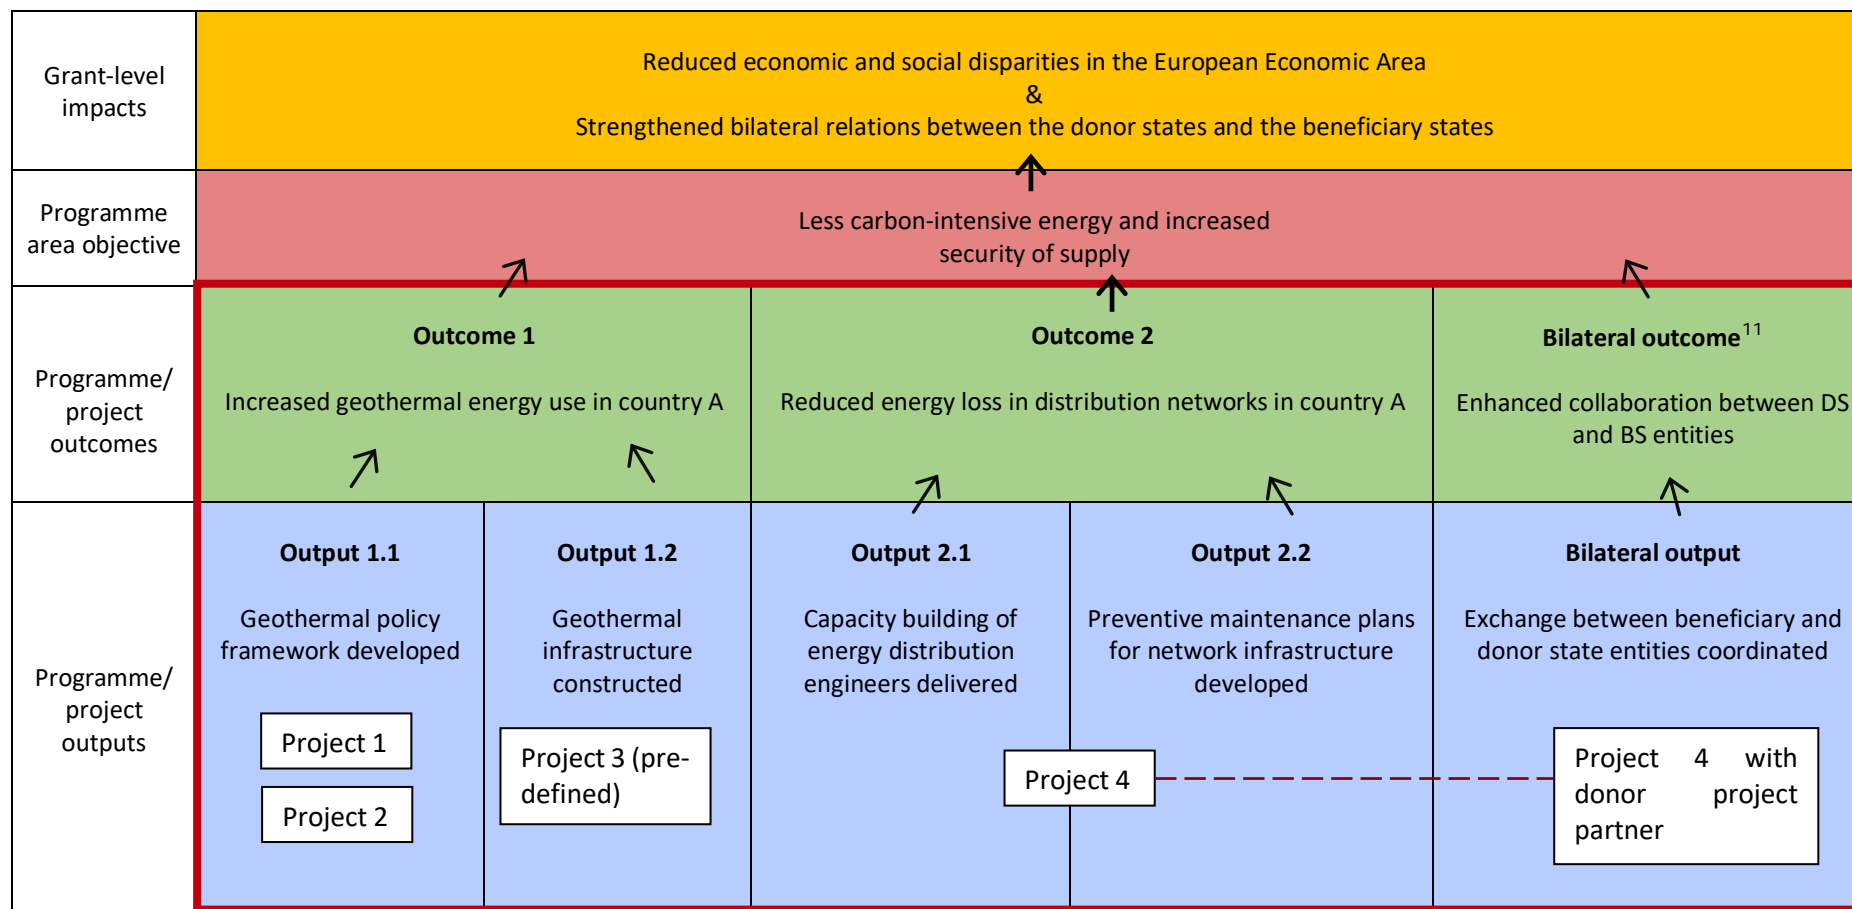 Grant-level
impacts
Reduced economic and social disparities in the European Economic Area
&
Strengthened bilateral relations between the donor states and the beneficiary states
Programme
area objective
Less carbon-intensive energy and increased
security of supply
Programme/
project
outcomes
Outcome 1
Increased geothermal energy use in country A
Outcome 2
Reduced energy loss in distribution networks in country A
Bilateral outcome11
Enhanced collaboration between DS
and BS entities
Programme/
project
outputs
Output 1.1
Geothermal policy
framework developed
Project 1
Project 2
Output 1.2
Geothermal
infrastructure
constructed
Project 3 (pre-
defined)
Output 2.1
Capacity building of
energy distribution
engineers delivered
Output 2.2
Preventive maintenance plans
for network infrastructure
developed
Project 4
Bilateral output
Exchange between beneficiary and
donor state entities coordinated
Project 4 with
donor project
partner